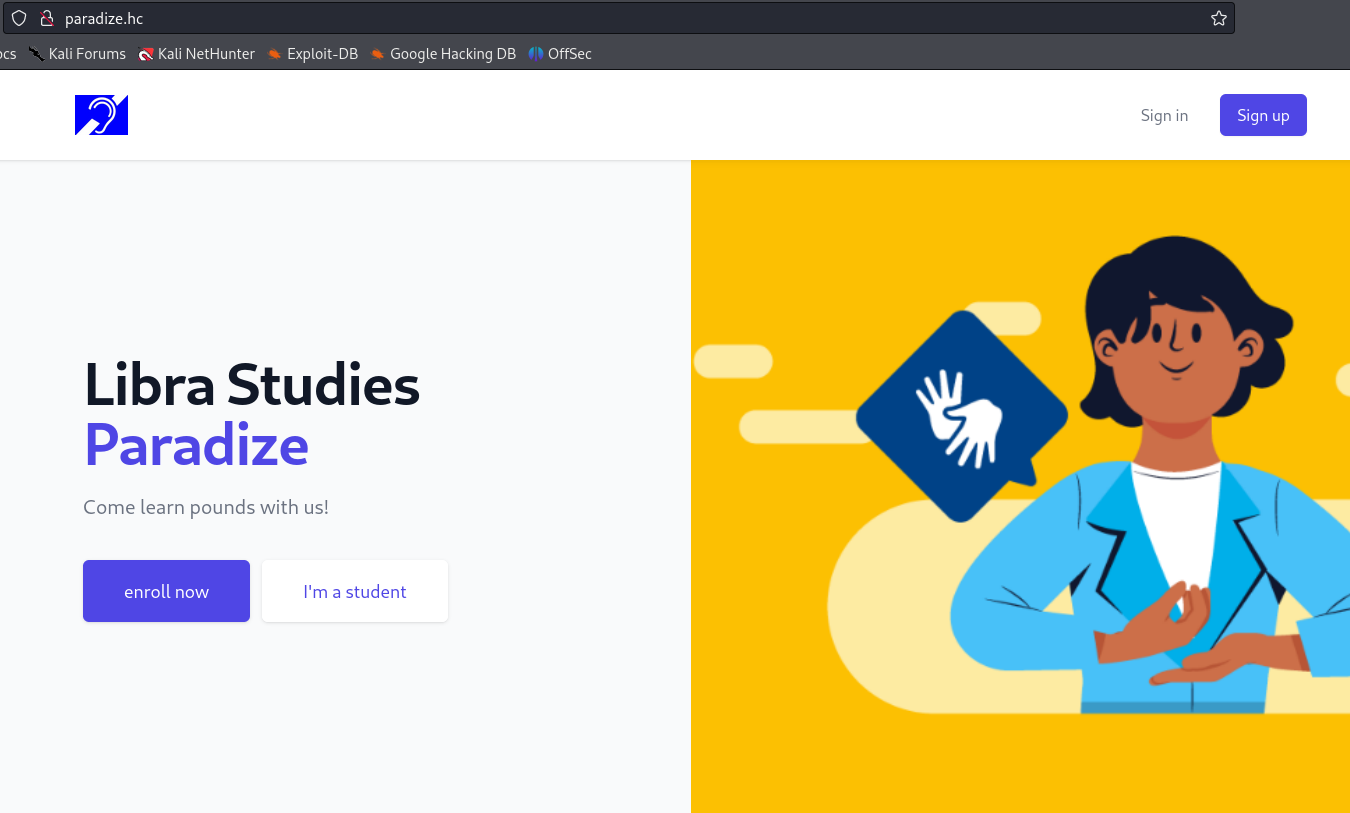 paradize.hc
ocs Kali Forums Kali NetHunter Exploit-DB Google Hacking DB OffSec
Sign in Sign up
Libra Studies
Paradize
Come learn pounds with us!
enroll now I'm a student